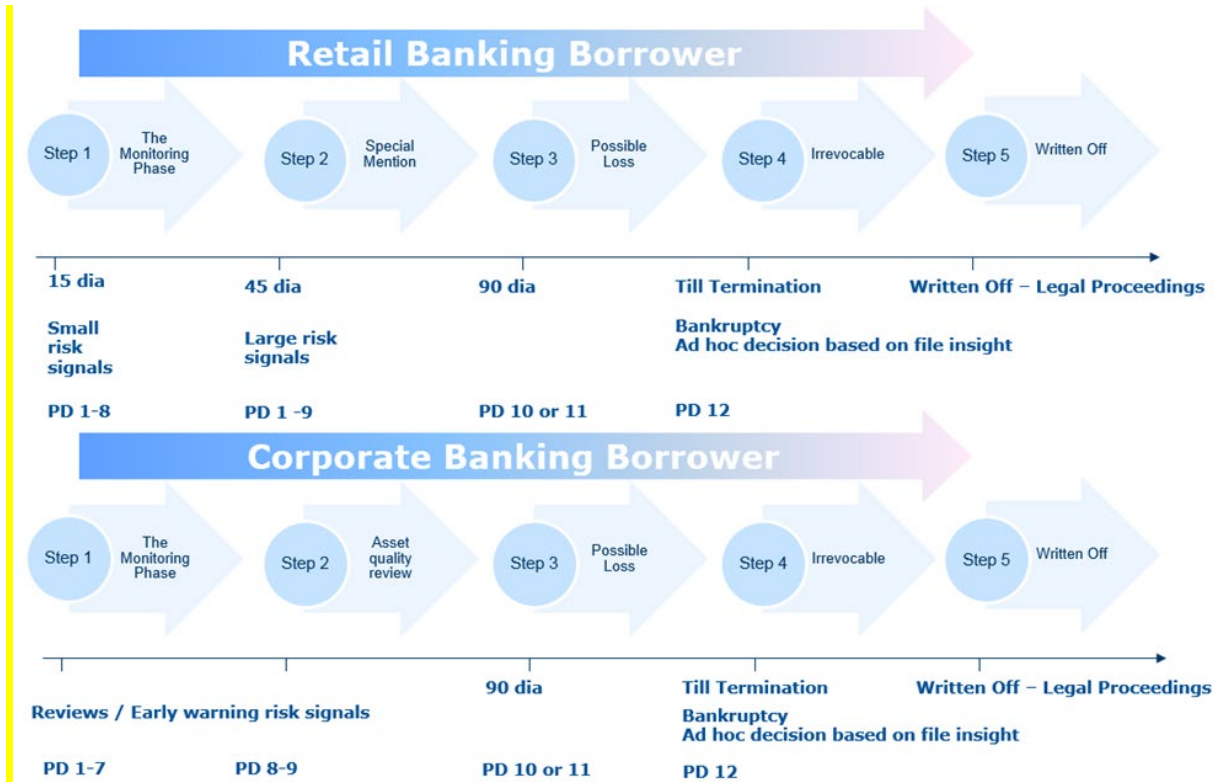 Retail Banking Borrower
Step 1
The
Monitoring
Phase
Step 2
Special
Mention
Step 3
Possible
Loss
Step 4
Irrevocable
Step 5
Written Off
15 dia
45 dia
90 dia
Till Termination
Written Off – Legal Proceedings
Small
risk
signals
Large risk
signals
Bankruptcy
Ad hoc decision based on file insight
PD 1-8
PD 1 -9
PD 10 or 11
PD 12
Corporate Banking Borrower
Step 1
The
Monitoring
Phase
Step 2
Asset
quality
review
Step 3
Possible
Loss
Step 4
Irrevocable
Step 5
Written Off
90 dia
Till Termination
Written Off – Legal Proceedings
Reviews / Early warning risk signals
Bankruptcy
Ad hoc decision based on file insight
PD 1-7
PD 8-9
PD 10 or 11
PD 12